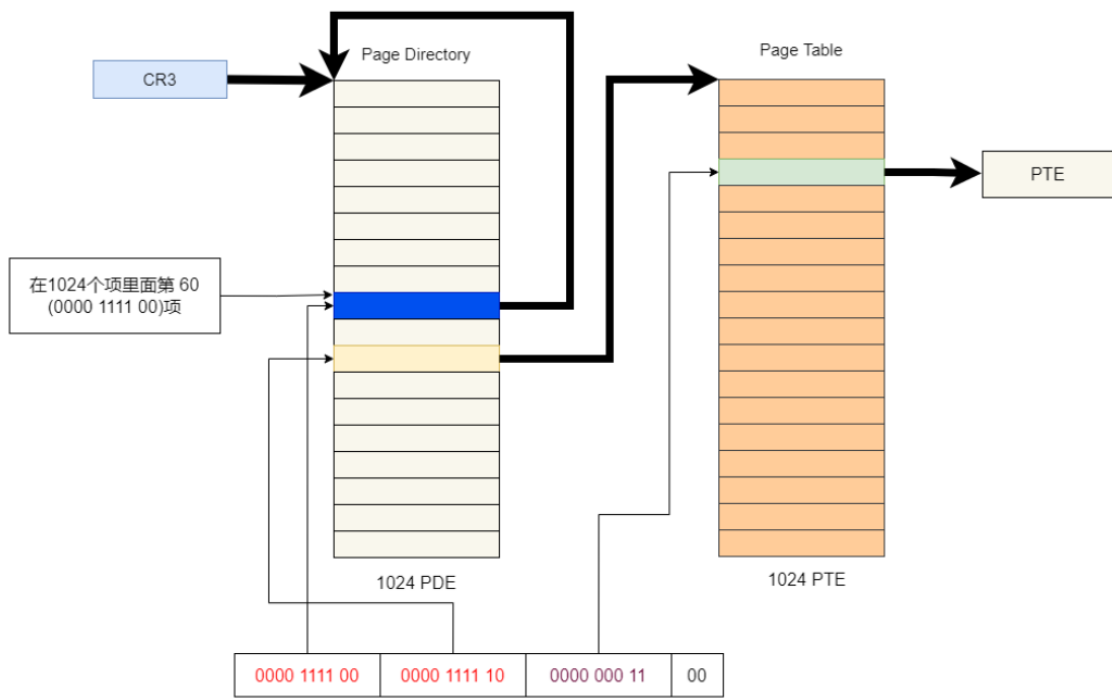 Page Directory
Page Table
CR3
PTE
在1024个项里面第 60
(0000 1111 00)项
1024 PDE
1024 PTE
0000 1111 00
0000 1111 10
0000 000 11
00